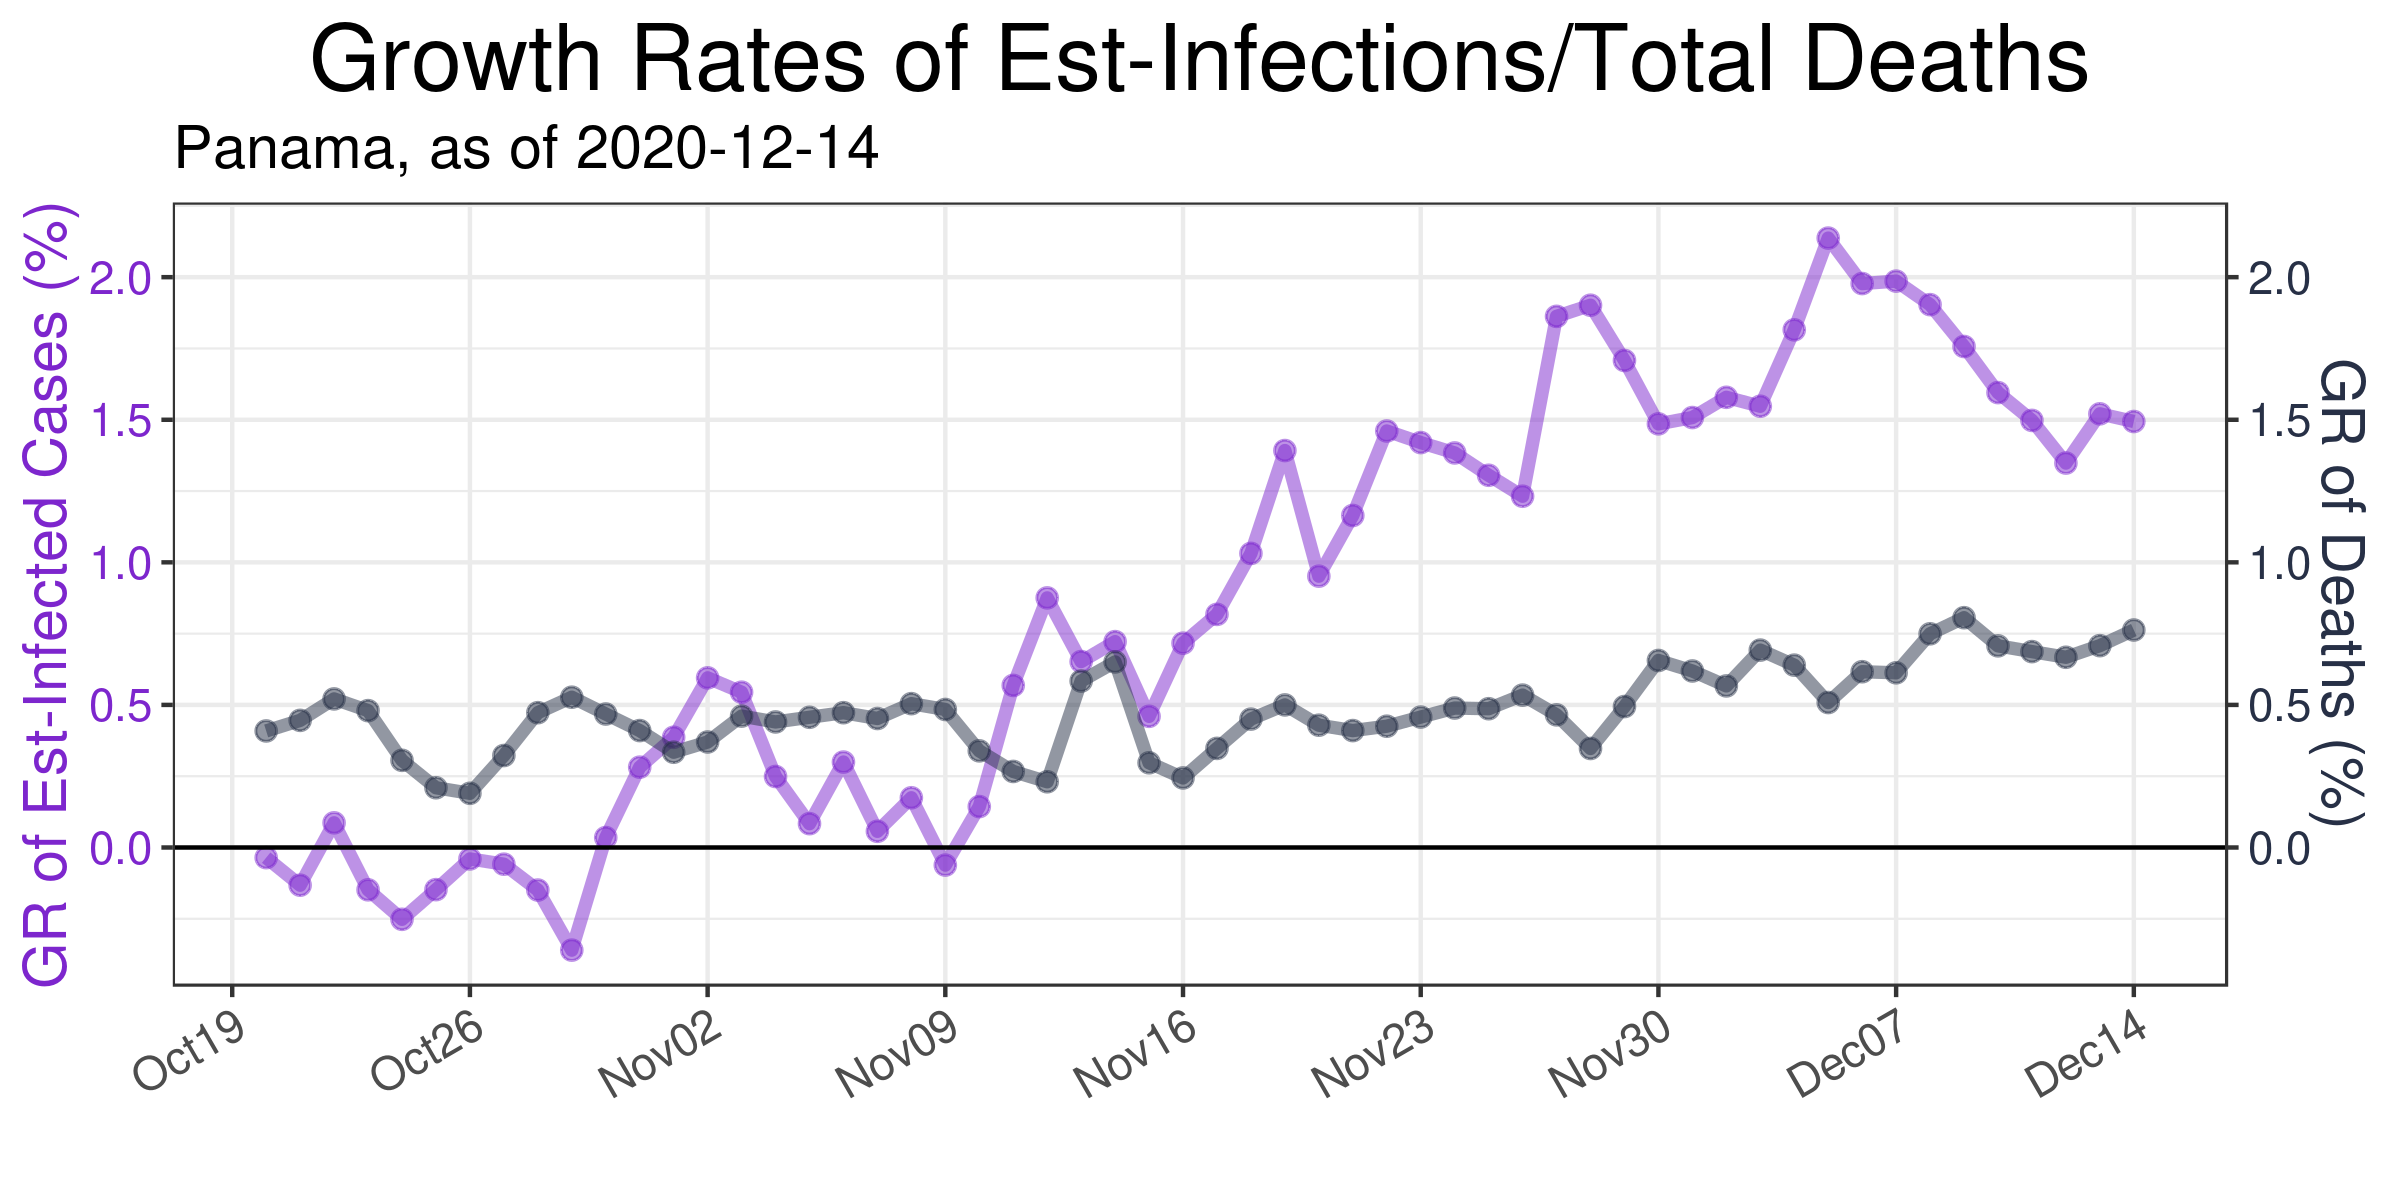 Growth Rates of Est-Infections/Total Deaths
Panama, as of 2020-12-14
GR of Est-Infected Cases (%)
2.0
1.5
1.0
0.5
0.0
2.0
1.5
1.0
0.5
0.0
GR of Deaths (%)
Oct19
Oct26
Nov02
Nov09
Nov16
Nov23
Nov30
Dec07
Dec14